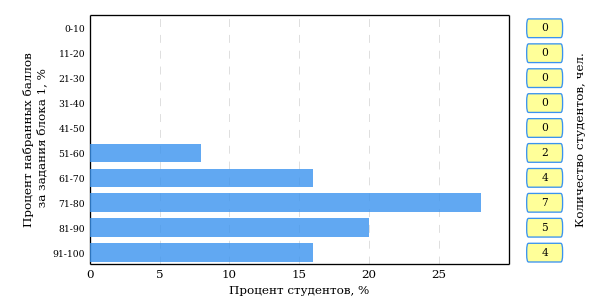 Процент набранных баллов
за задания блока 1, %
0-10 0
11-20 0
21-30 0
31-40 0
41-50 0
51-60 2
61-70 4
71-80 7
81-90 5
91-100 4
0 5 10 15 20 25
Процент студентов, %
Количество студентов, чел.